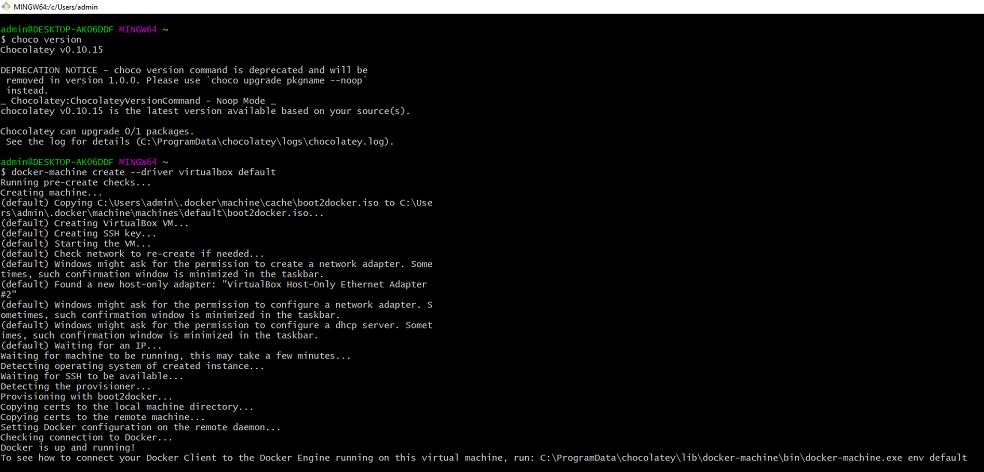 MINGW64:/c/Users/admin
admin@DESKTOP-AK06DDF MINGW64 ~
$ choco version
Chocolatey v0.10.15
DEPRECATION NOTICE - choco version command is deprecated and will be
 removed in version 1.0.0. Please use `choco upgrade pkgname --noop`
 instead.
_ Chocolatey:ChocolateyVersionCommand - Noop Mode _
chocolatey v0.10.15 is the latest version available based on your source(s).
Chocolatey can upgrade 0/1 packages.
 See the log for details (C:\ProgramData\chocolatey\logs\chocolatey.log).
admin@DESKTOP-AK06DDF MINGW64 ~
$ docker-machine create --driver virtualbox default
Running pre-create checks...
Creating machine...
(default) Copying C:\Users\admin\.docker\machine\cache\boot2docker.iso to C:\Use
rs\admin\.docker\machine\machines\default\boot2docker.iso...
(default) Creating VirtualBox VM...
(default) Creating SSH key...
(default) Starting the VM...
(default) Check network to re-create if needed...
(default) Windows might ask for the permission to create a network adapter. Some
times, such confirmation window is minimized in the taskbar.
(default) Found a new host-only adapter: "VirtualBox Host-Only Ethernet Adapter
#2"
(default) Windows might ask for the permission to configure a network adapter. S
ometimes, such confirmation window is minimized in the taskbar.
(default) Windows might ask for the permission to configure a dhcp server. Somet
imes, such confirmation window is minimized in the taskbar.
(default) Waiting for an IP...
Waiting for machine to be running, this may take a few minutes...
Detecting operating system of created instance...
Waiting for SSH to be available...
Detecting the provisioner...
Provisioning with boot2docker...
Copying certs to the local machine directory...
Copying certs to the remote machine...
Setting Docker configuration on the remote daemon...
Checking connection to Docker...
Docker is up and running!
To see how to connect your Docker Client to the Docker Engine running on this virtual machine, run: C:\ProgramData\chocolatey\lib\docker-machine\bin\docker-machine.exe env default